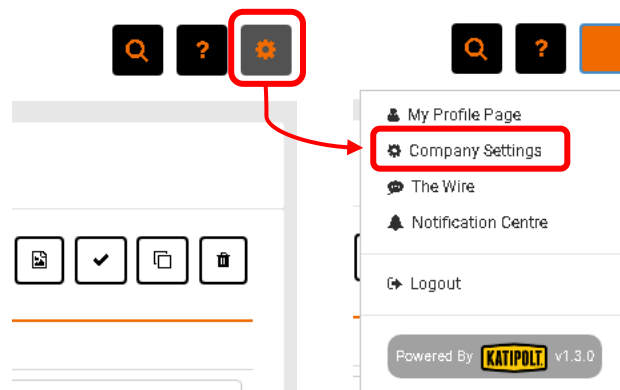 ?
?
My Profile Page
Company Settings
The Wire
Notification Centre
Logout
Powered By KATIPOLT. v1.3.0